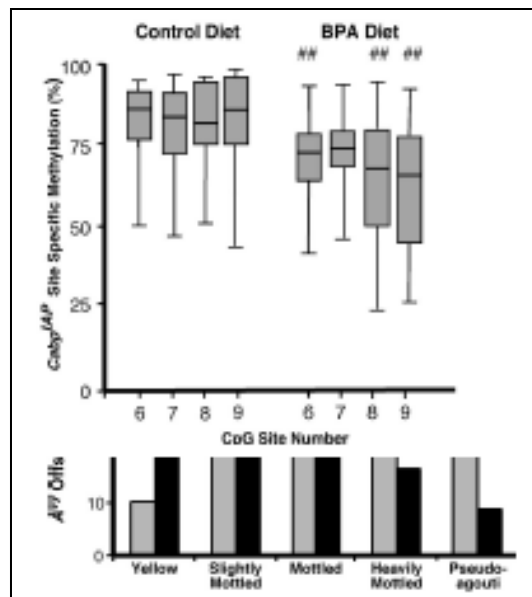 Control Diet BPA Diet
## ## ##
100
75
50
25
0
Cabp^IAP Site Specific Methylation (%)
6 7 8 9 6 7 8 9
CpG Site Number
A^vy Offs
10
0
Yellow Slightly Mottled Mottled Heavily Mottled Pseudo-agouti